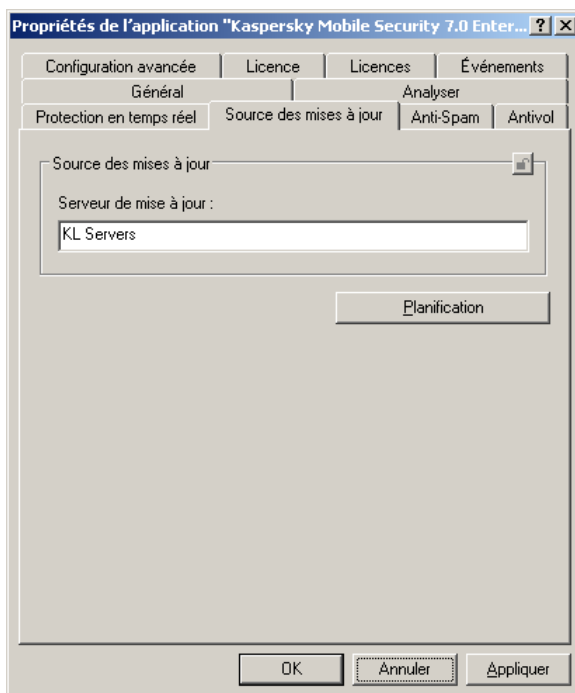 Propriétés de l'application "Kaspersky Mobile Security 7.0 Enter...
Configuration avancée Licence Licences Événements
Général Analyser
Protection en temps réel Source des mises à jour Anti-Spam Antivol
Source des mises à jour
Serveur de mise à jour :
KL Servers
Planification
OK Annuler Appliquer